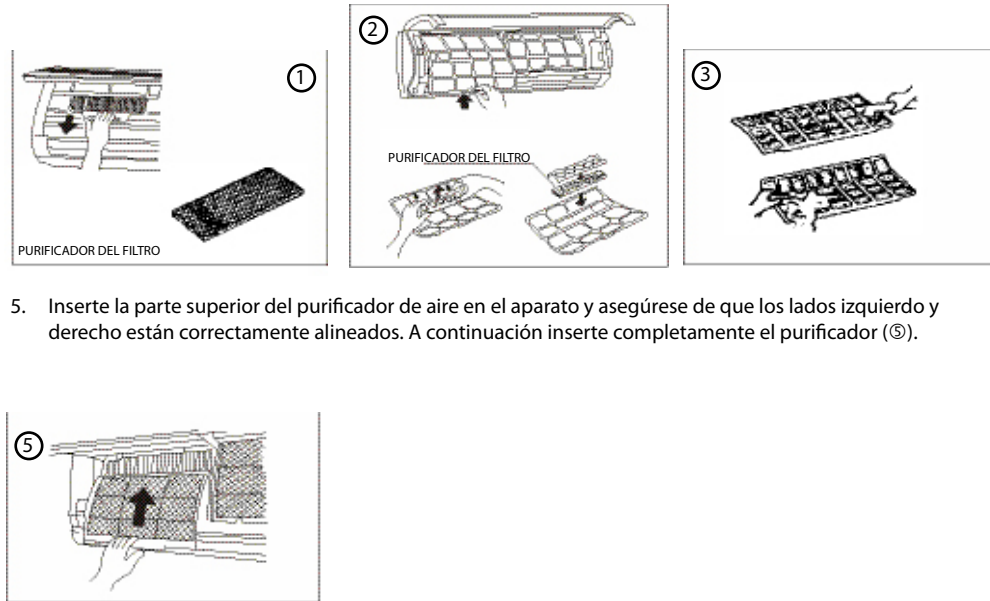 ①
PURIFICADOR DEL FILTRO
②
PURIFICADOR DEL FILTRO
③
5. Inserte la parte superior del purificador de aire en el aparato y asegúrese de que los lados izquierdo y
derecho están correctamente alineados. A continuación inserte completamente el purificador (⑤).
⑤